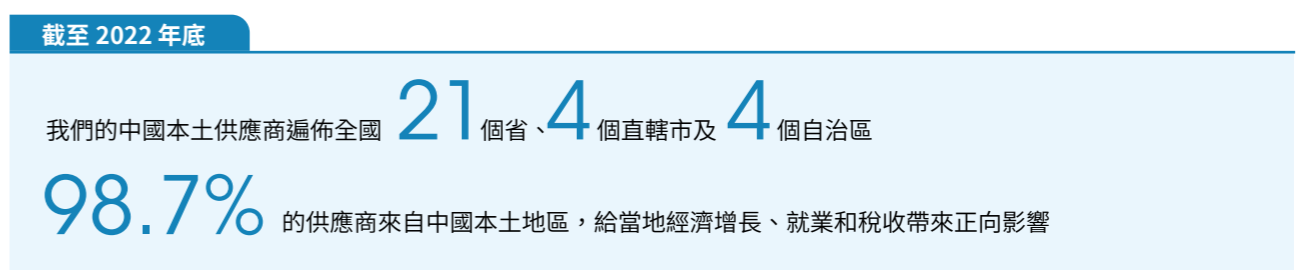 截至 2022 年底
我們的中國本土供應商遍佈全國 21 個省、4 個直轄市及 4 個自治區
98.7% 的供應商來自中國本土地區，給當地經濟增長、就業和稅收帶來正向影響